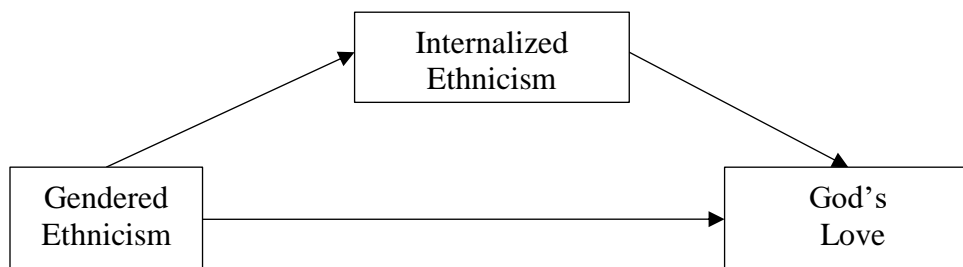 Internalized
Ethnicism
Gendered
Ethnicism
God’s
Love